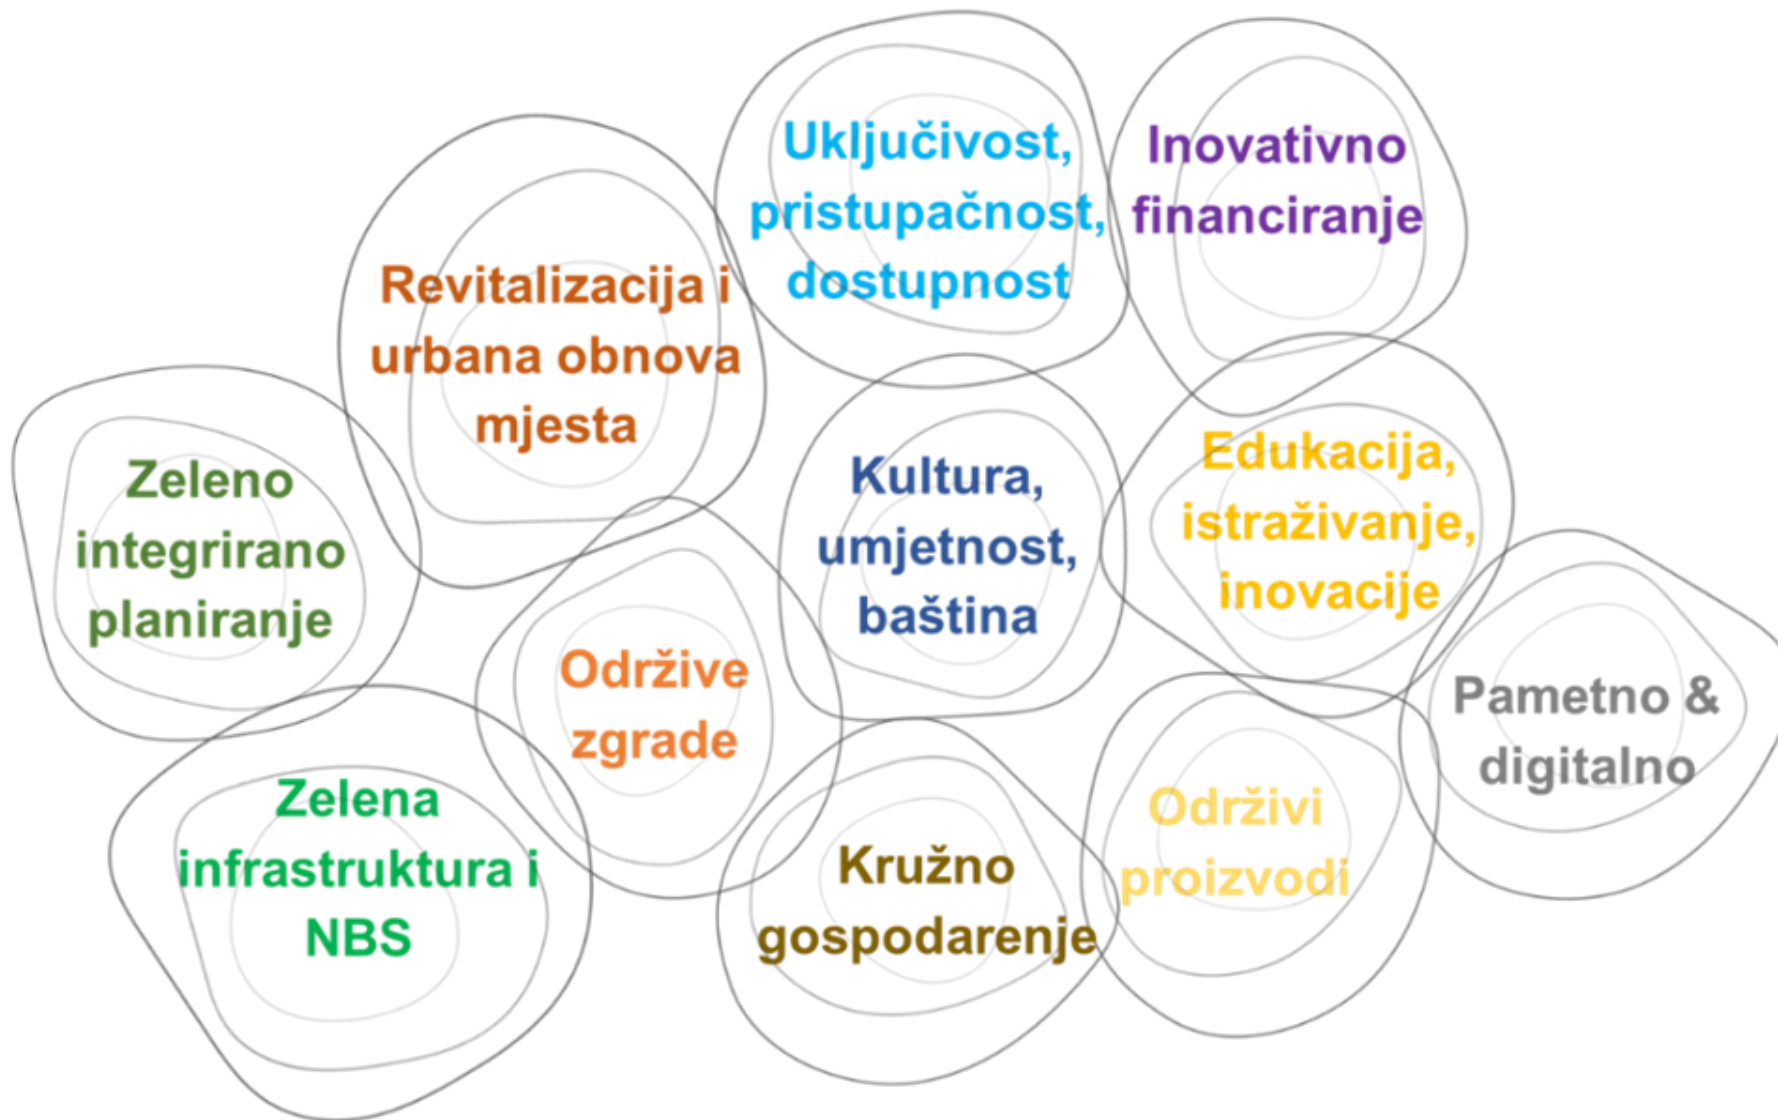 Uključivost,
pristupačnost,
dostupnost
Inovativno
financiranje
Revitalizacija i
urbana obnova
mjesta
Zeleno
integrirano
planiranje
Kultura,
umjetnost,
baština
Edukacija,
istraživanje,
inovacije
Održive
zgrade
Pametno &
digitalno
Zelena
infrastruktura i
NBS
Kružno
gospodarenje
Održivi
proizvodi